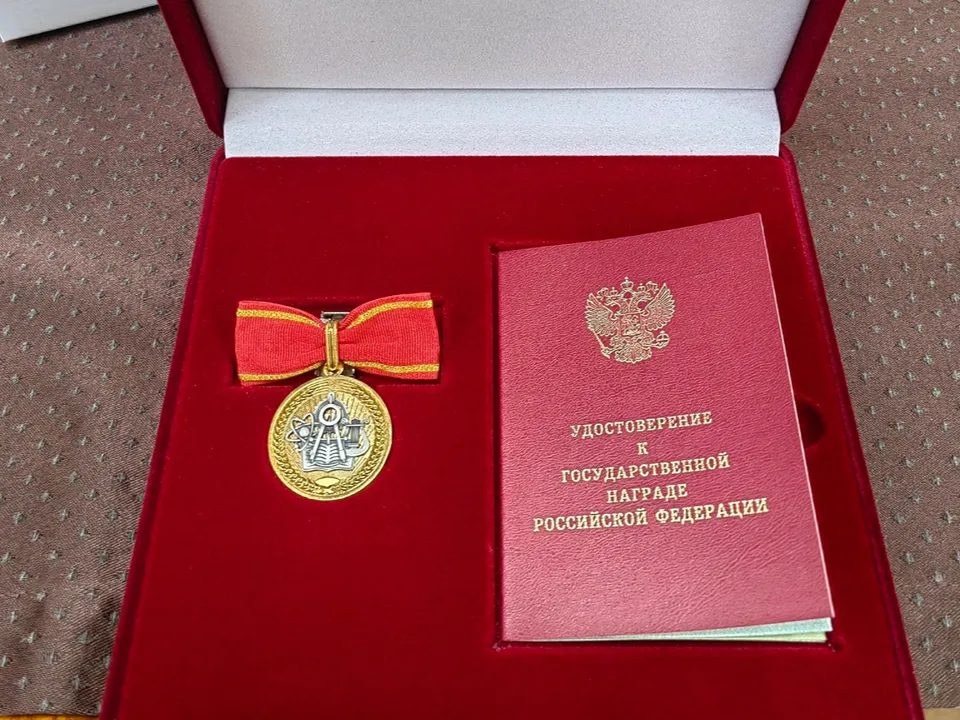 УДОСТОВЕРЕНИЕ
К
ГОСУДАРСТВЕННОЙ
НАГРАДЕ
РОССИЙСКОЙ ФЕДЕРАЦИИ